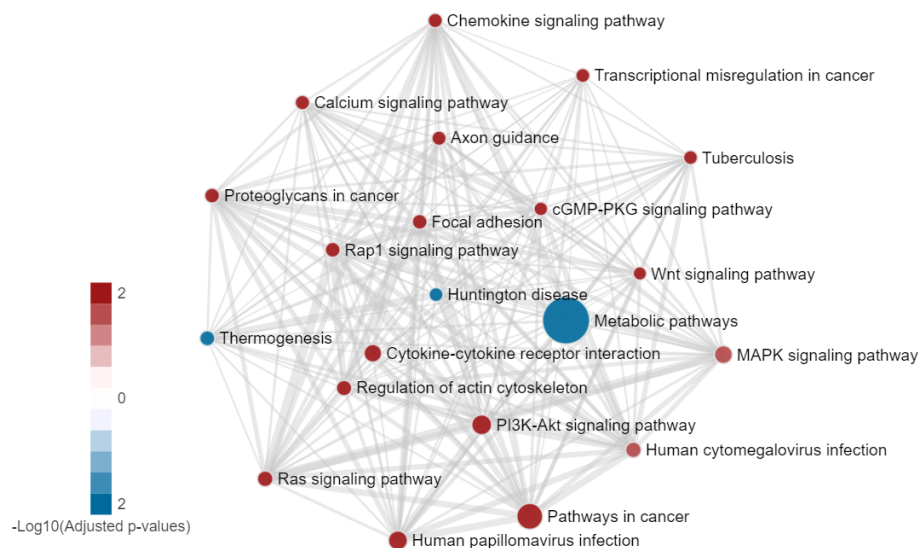 Chemokine signaling pathway
Transcriptional misregulation in cancer
Calcium signaling pathway
Axon guidance
Tuberculosis
Proteoglycans in cancer
cGMP-PKG signaling pathway
Focal adhesion
Rap1 signaling pathway
Wnt signaling pathway
2
Huntington disease
Metabolic pathways
Thermogenesis
Cytokine-cytokine receptor interaction
MAPK signaling pathway
Regulation of actin cytoskeleton
0
PI3K-Akt signaling pathway
Human cytomegalovirus infection
Ras signaling pathway
2
Pathways in cancer
-Log10(Adjusted p-values)
Human papillomavirus infection